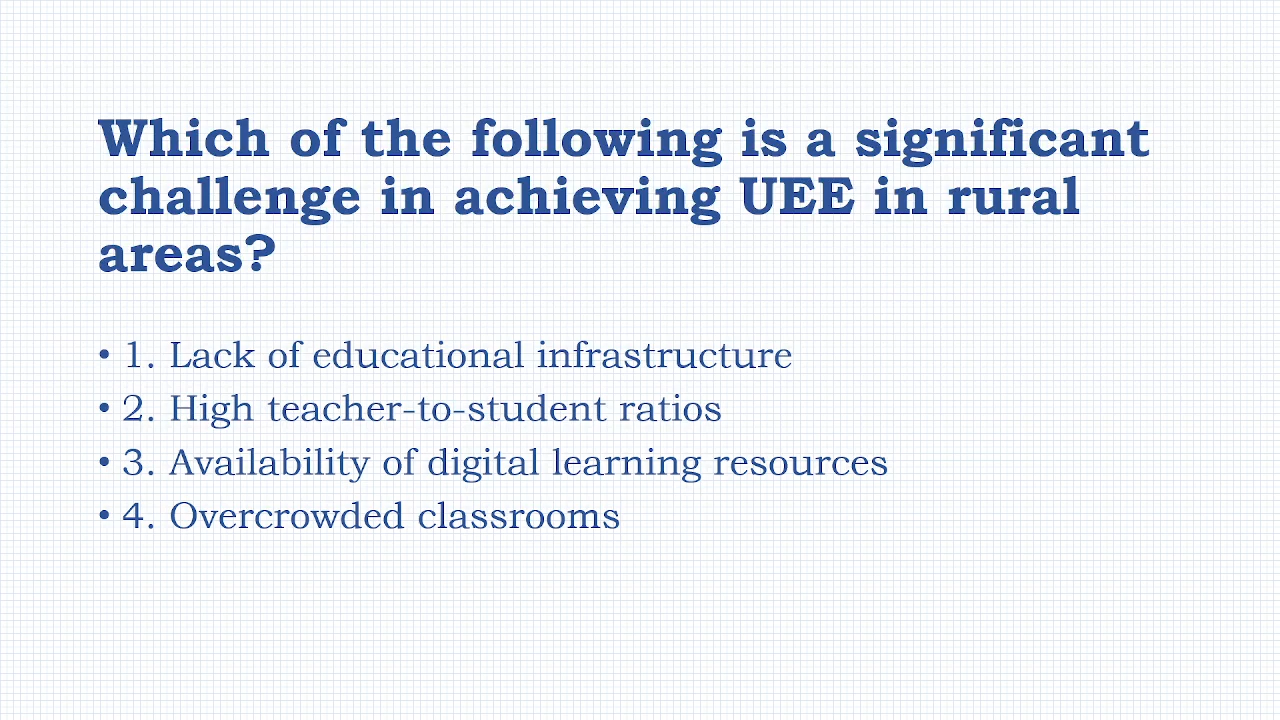 Which of the following is a significant
challenge in achieving UEE in rural
areas?
• 1. Lack of educational infrastructure
• 2. High teacher-to-student ratios
• 3. Availability of digital learning resources
• 4. Overcrowded classrooms